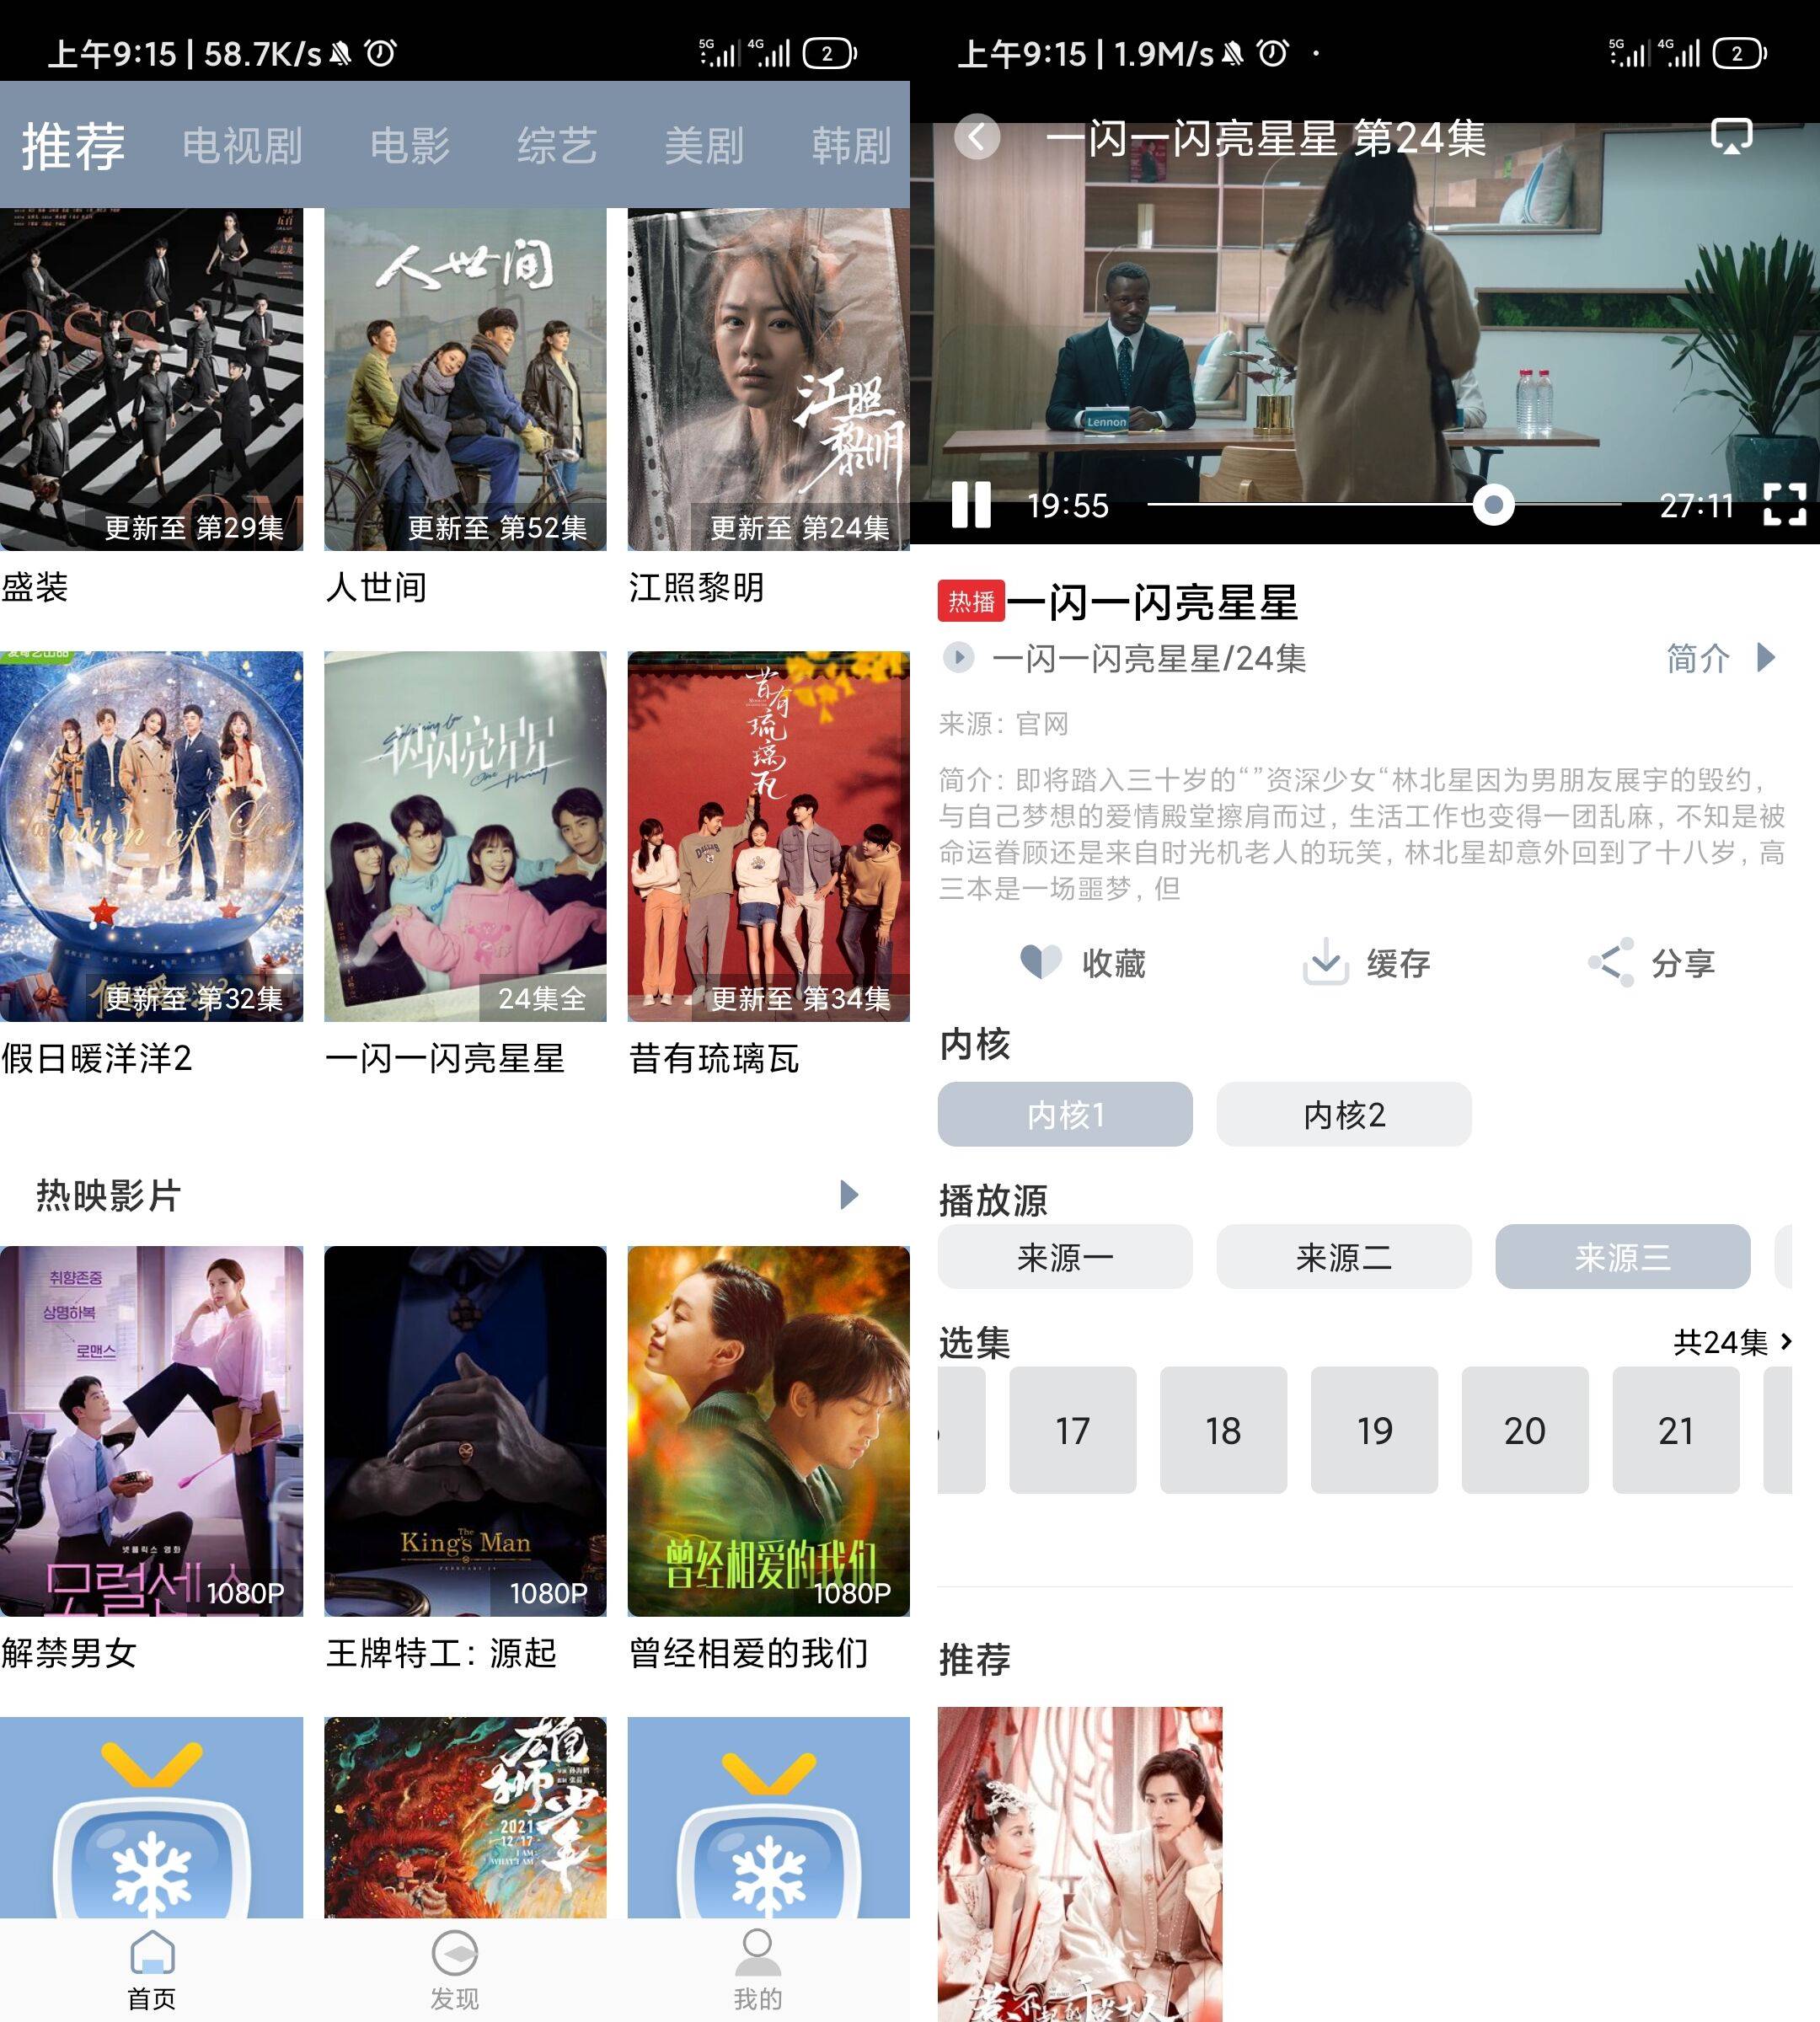 上午9:15 | 58.7K/s
5G 4G 2
推荐 电视剧 电影 综艺 美剧 韩剧
人世间
江照黎明
更新至 第29集
更新至 第52集
更新至 第24集
盛装
人世间
江照黎明
昔有琉璃瓦
更新至 第32集
24集全
更新至 第34集
假日暖洋洋2
一闪一闪亮星星
昔有琉璃瓦
热映影片
취향존중
상명하복
로맨스
넷플릭스 영화
모럴센스
1080P
The
King's Man
1080P
曾经相爱的我们
1080P
解禁男女
王牌特工：源起
曾经相爱的我们
雄狮少年
2021
12/17
I AM
WHAT I AM
首页
发现
我的
上午9:15 | 1.9M/s
5G 4G 2
一闪一闪亮星星 第24集
Lennon
19:55
27:11
热播 一闪一闪亮星星
一闪一闪亮星星/24集
简介
来源：官网
简介：即将踏入三十岁的“”资深少女“林北星因为男朋友展宇的毁约，
与自己梦想的爱情殿堂擦肩而过，生活工作也变得一团乱麻，不知是被
命运眷顾还是来自时光机老人的玩笑，林北星却意外回到了十八岁，高
三本是一场噩梦，但
收藏
缓存
分享
内核
内核1
内核2
播放源
来源一
来源二
来源三
选集
共24集
17
18
19
20
21
推荐